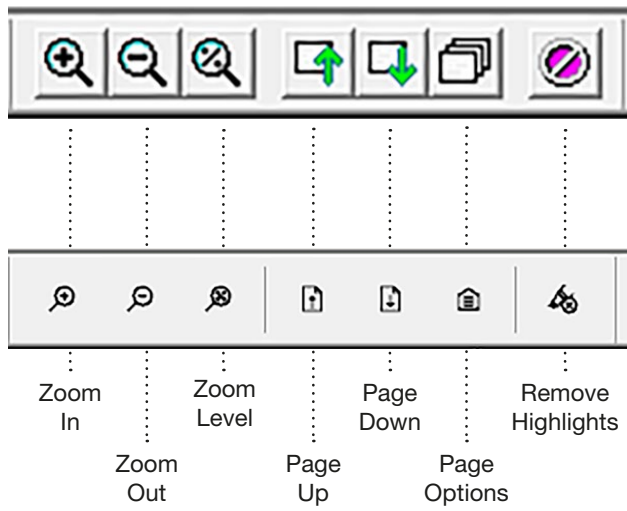 Zoom
In
Zoom
Out
Zoom
Level
Page
Up
Page
Down
Page
Options
Remove
Highlights